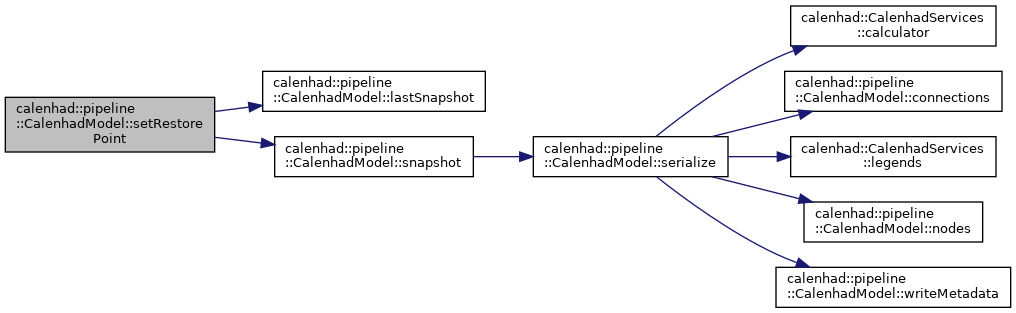 calenhad::pipeline
::CalenhadModel::setRestore
Point
calenhad::pipeline
::CalenhadModel::lastSnapshot
calenhad::pipeline
::CalenhadModel::snapshot
calenhad::pipeline
::CalenhadModel::serialize
calenhad::CalenhadServices
::calculator
calenhad::pipeline
::CalenhadModel::connections
calenhad::CalenhadServices
::legends
calenhad::pipeline
::CalenhadModel::nodes
calenhad::pipeline
::CalenhadModel::writeMetadata